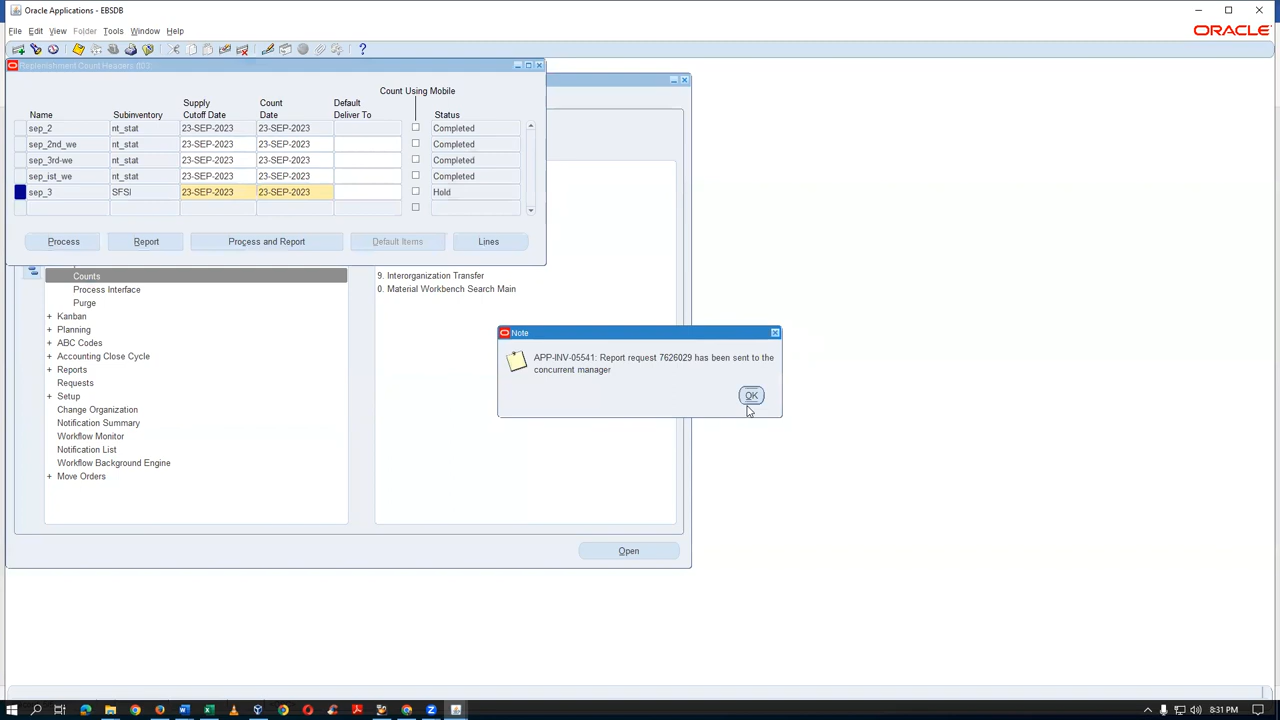 Oracle Applications - EBSDB
File Edit View Folder Tools Window Help
ORACLE
Replenishment Count Headers
Count Using Mobile
Supply Count Default
Name Subinventory Cutoff Date Date Deliver To Status
sep_2 nt_stat 23-SEP-2023 23-SEP-2023 Completed
sep_2nd_we nt_stat 23-SEP-2023 23-SEP-2023 Completed
sep_3rd-we nt_stat 23-SEP-2023 23-SEP-2023 Completed
sep_ist_we nt_stat 23-SEP-2023 23-SEP-2023 Completed
sep_3 SFSI 23-SEP-2023 23-SEP-2023 Hold
Process Report Process and Report Default Items Lines
Counts
Process Interface
Purge
+ Kanban
+ Planning
+ ABC Codes
+ Accounting Close Cycle
+ Reports
Requests
+ Setup
Change Organization
Notification Summary
Workflow Monitor
Notification List
Workflow Background Engine
+ Move Orders
9. Interorganization Transfer
0. Material Workbench Search Main
Note
APP-INV-05541: Report request 7626029 has been sent to the
concurrent manager
OK
Open
8:31 PM